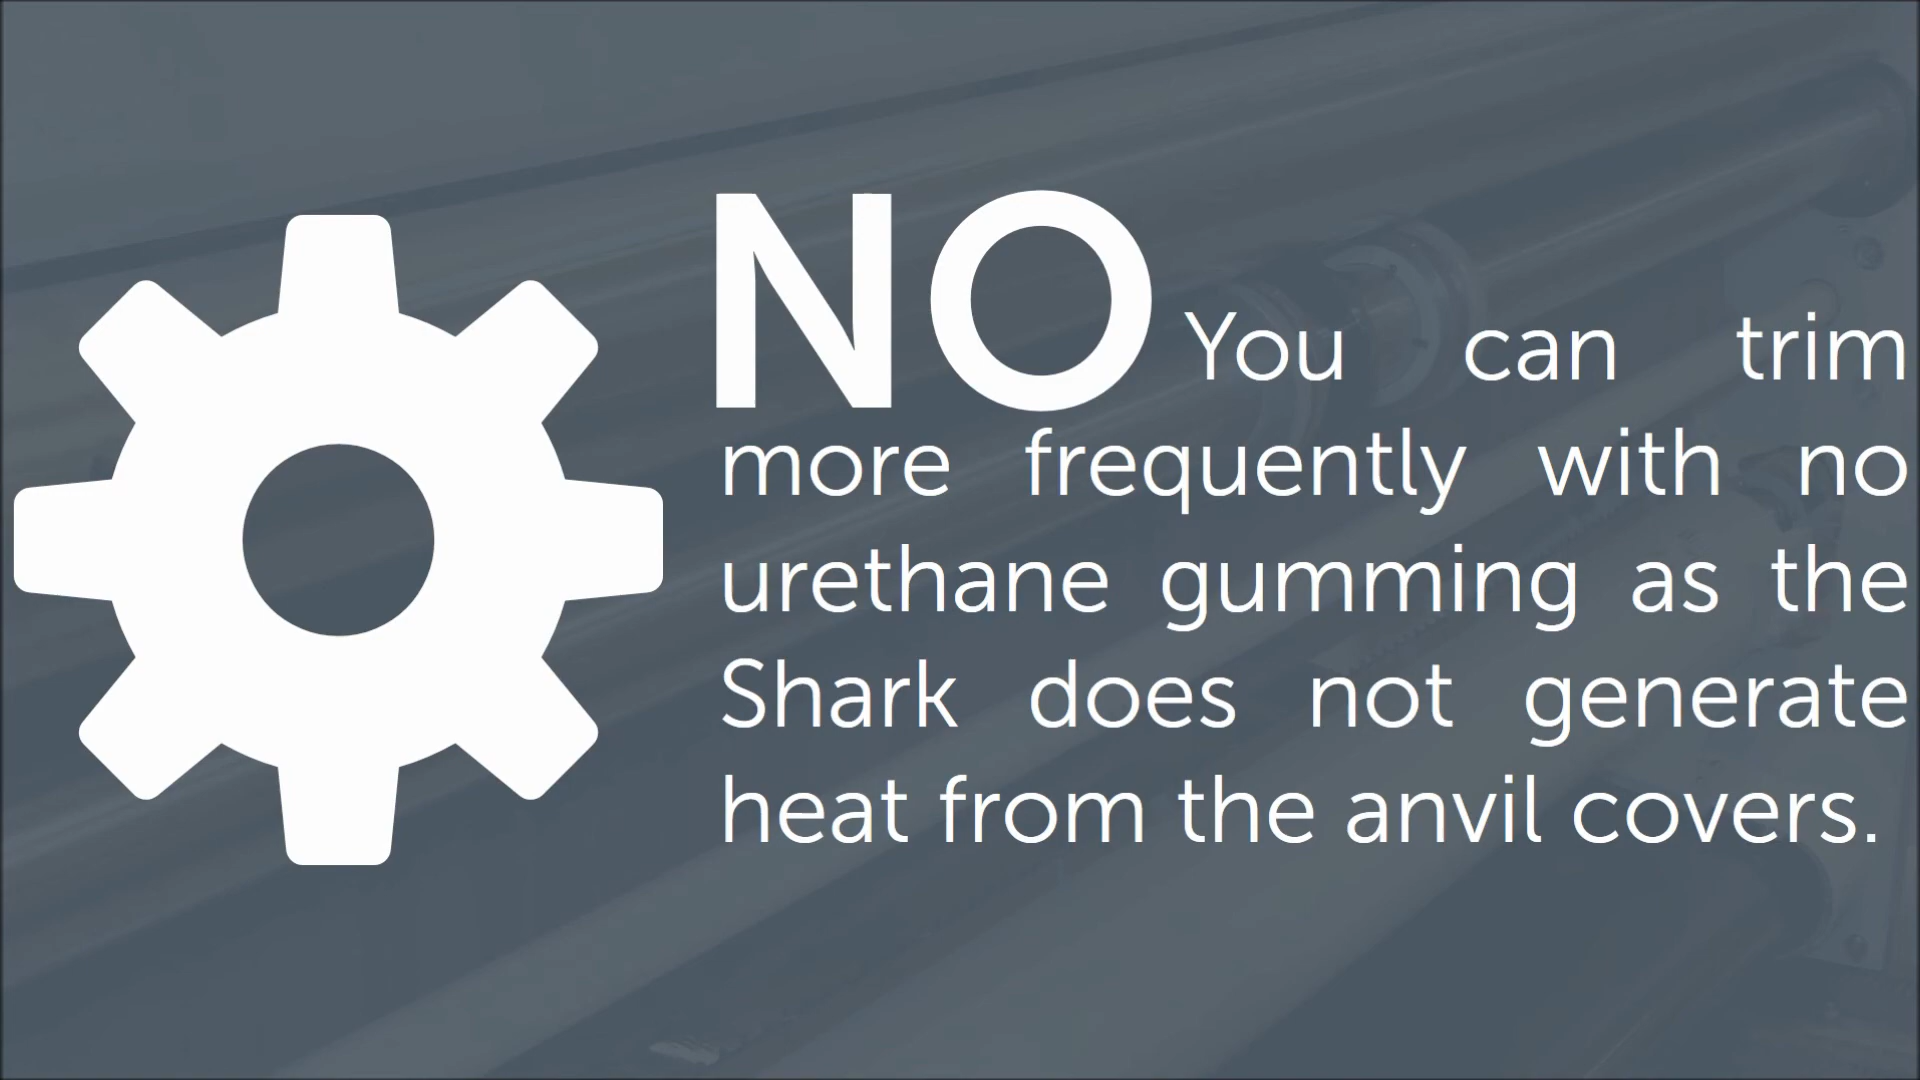 NO You can trim
more frequently with no
urethane gumming as the
Shark does not generate
heat from the anvil covers.